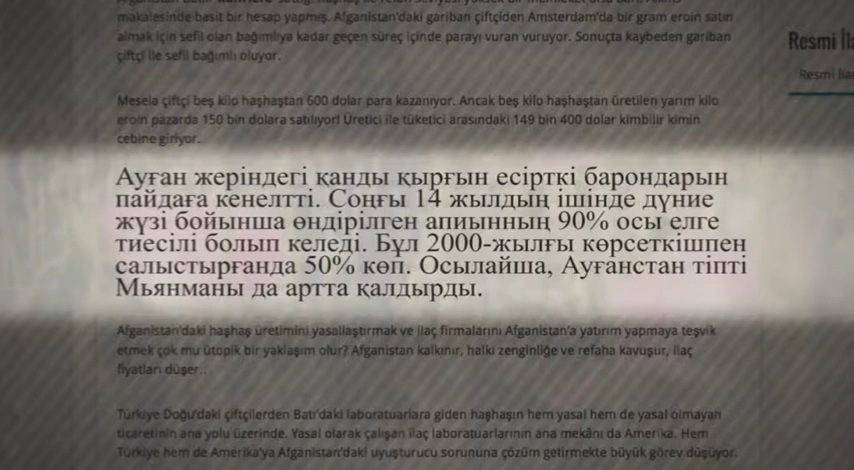 makalesinde basit bir hesap yapmış. Afganistan'daki gariban çiftçiden Amsterdam'da bir gram eroin satın
almak için sefil olan bağımlıya kadar geçen süreç içinde parayı vuran vuruyor. Sonuçta kaybeden gariban
çiftçi ile sefil bağımlı oluyor.
Resmi İla
Resmi İlan
Mesela çiftçi beş kilo haşhaştan 600 dolar para kazanıyor. Ancak beş kilo haşhaştan üretilen yarım kilo
eroin pazarda 150 bin dolara satılıyor! Üretici ile tüketici arasındaki 149 bin 400 dolar kimbilir kimin
cebine giriyor.
Ауған жеріндегі қанды қырғын есірткі барондарын
пайдаға кенелтті. Соңғы 14 жылдың ішінде дүние
жүзі бойынша өндірілген апиынның 90% осы елге
тиесілі болып келеді. Бұл 2000-жылғы көрсеткішпен
салыстырғанда 50% көп. Осылайша, Ауғанстан тіпті
Мьянманы да артта қалдырды.
Afganistan'daki haşhaş üretimini yasallaştırmak ve ilaç firmalarını Afganistan'a yatırım yapmaya teşvik
etmek çok mu ütopik bir yaklaşım olur? Afganistan kalkınır, halkı zenginliğe ve refaha kavuşur, ilaç
fiyatları düşer..
Türkiye Doğu'daki çiftçilerden Batı'daki laboratuarlara giden haşhaşın hem yasal hem de yasal olmayan
ticaretinin ana yolu üzerinde. Yasal olarak çalışan ilaç laboratuarlarının ana mekânı da Amerika. Hem
Türkiye hem de Amerika'ya Afganistan'daki uyuşturucu sorununa çözüm getirmekte büyük görev düşüyor.